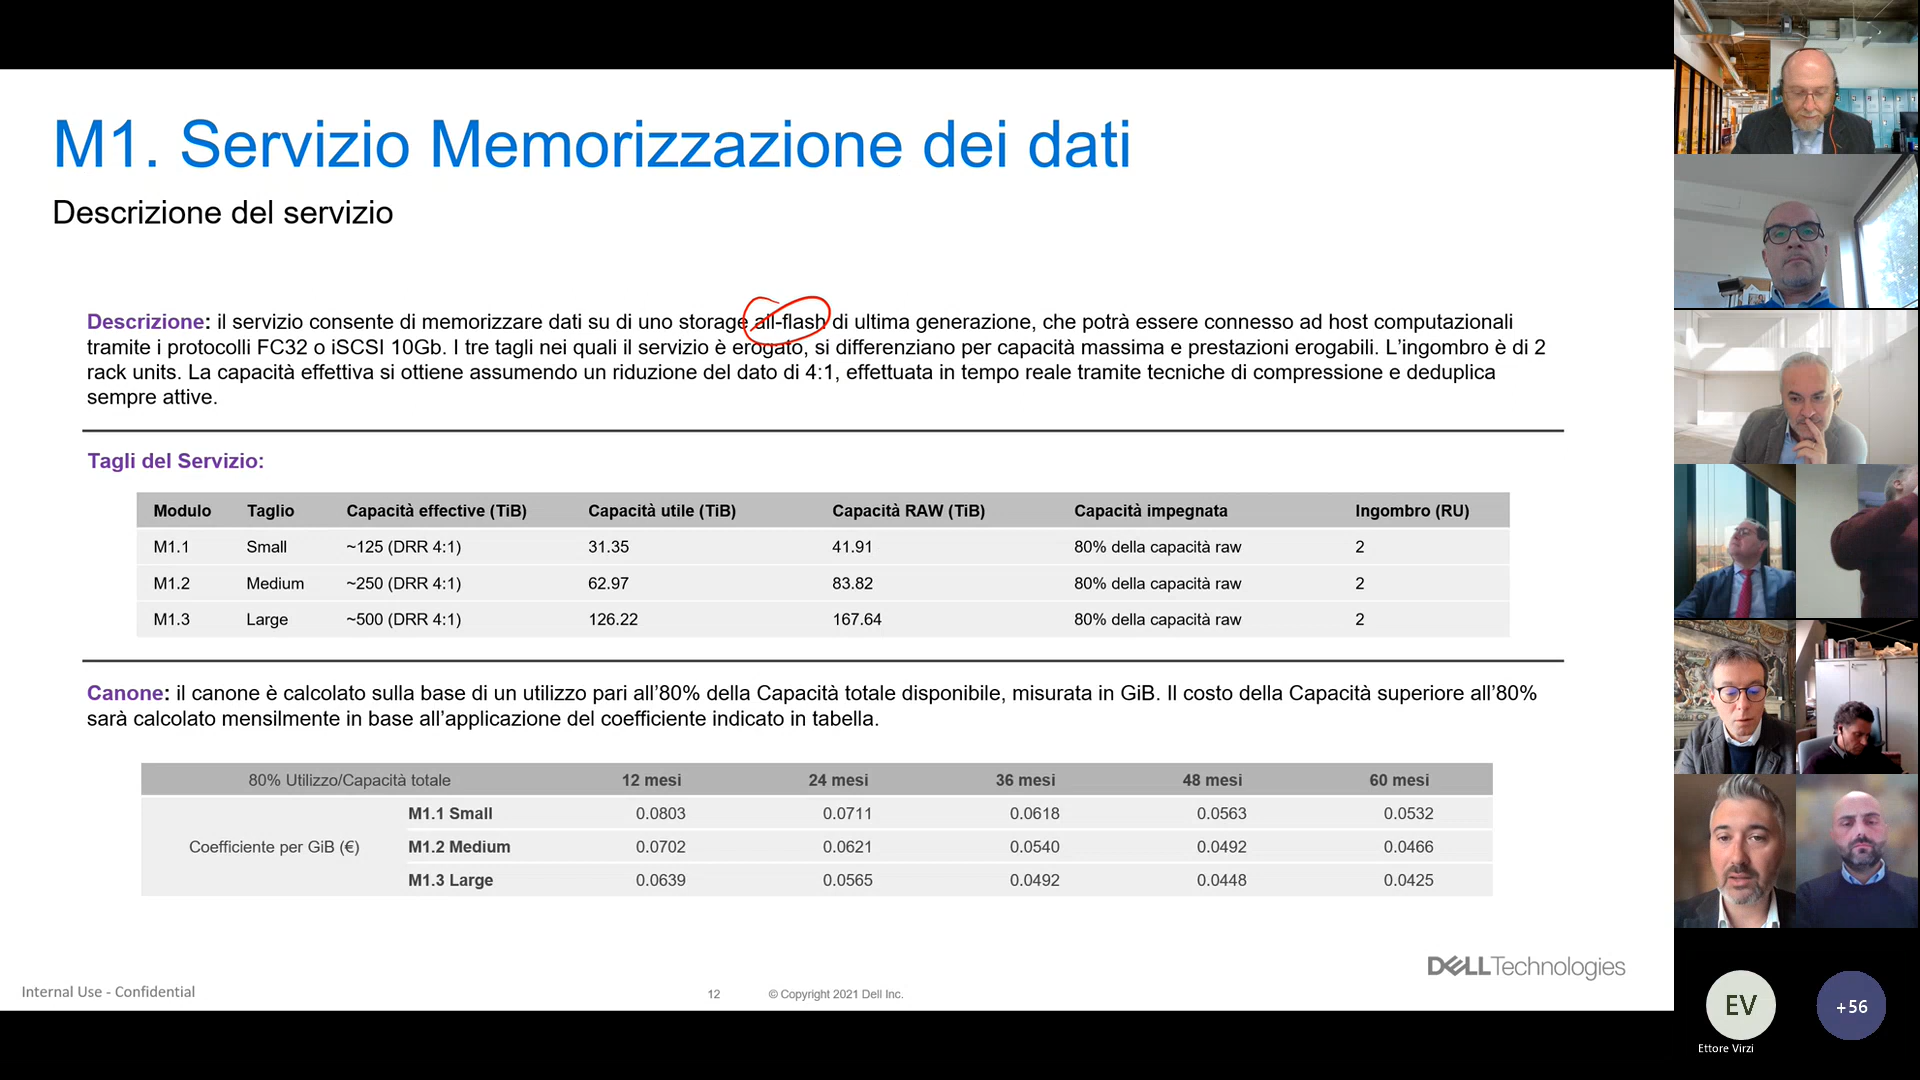 M1. Servizio Memorizzazione dei dati
Descrizione del servizio
Descrizione: il servizio consente di memorizzare dati su di uno storage all-flash di ultima generazione, che potrà essere connesso ad host computazionali
tramite i protocolli FC32 o iSCSI 10Gb. I tre tagli nei quali il servizio è erogato, si differenziano per capacità massima e prestazioni erogabili. L'ingombro è di 2
rack units. La capacità effettiva si ottiene assumendo un riduzione del dato di 4:1, effettuata in tempo reale tramite tecniche di compressione e deduplica
sempre attive.
Tagli del Servizio:
Modulo Taglio Capacità effective (TiB) Capacità utile (TiB) Capacità RAW (TiB) Capacità impegnata Ingombro (RU)
M1.1 Small ~125 (DRR 4:1) 31.35 41.91 80% della capacità raw 2
M1.2 Medium ~250 (DRR 4:1) 62.97 83.82 80% della capacità raw 2
M1.3 Large ~500 (DRR 4:1) 126.22 167.64 80% della capacità raw 2
Canone: il canone è calcolato sulla base di un utilizzo pari all'80% della Capacità totale disponibile, misurata in GiB. Il costo della Capacità superiore all'80%
sarà calcolato mensilmente in base all'applicazione del coefficiente indicato in tabella.
80% Utilizzo/Capacità totale 12 mesi 24 mesi 36 mesi 48 mesi 60 mesi
M1.1 Small 0.0803 0.0711 0.0618 0.0563 0.0532
Coefficiente per GiB (€) M1.2 Medium 0.0702 0.0621 0.0540 0.0492 0.0466
M1.3 Large 0.0639 0.0565 0.0492 0.0448 0.0425
DELLTechnologies
Internal Use - Confidential
12 © Copyright 2021 Dell Inc.
EV
+56
Ettore Virzi